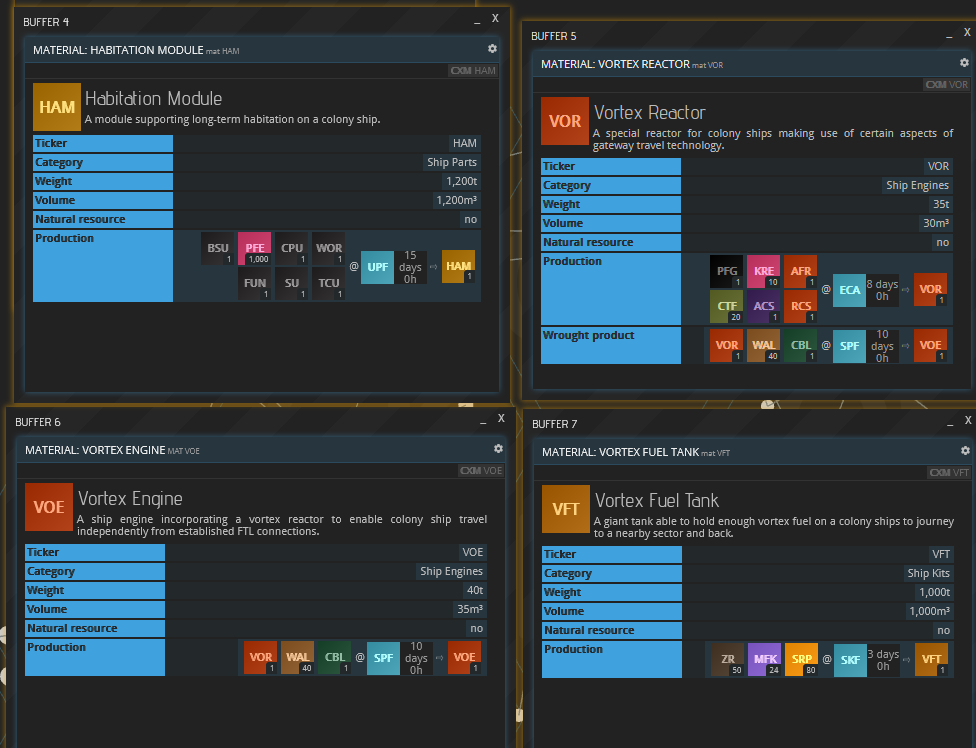 BUFFER 4
_ X
MATERIAL: HABITATION MODULE mat HAM
CXM HAM
HAM
Habitation Module
A module supporting long-term habitation on a colony ship.
Ticker HAM
Category Ship Parts
Weight 1,200t
Volume 1,200m³
Natural resource no
Production
BSU 1 PFE 1,000 CPU 1 WOR 1
FUN 1 SU 1 TCU 1
@ UPF 15 days 0h HAM 1
BUFFER 5
_ X
MATERIAL: VORTEX REACTOR mat VOR
CXM VOR
VOR
Vortex Reactor
A special reactor for colony ships making use of certain aspects of
gateway travel technology.
Ticker VOR
Category Ship Engines
Weight 35t
Volume 30m³
Natural resource no
Production
PFG 1 KRE 10 AFR 1
CTF 20 ACS 1 RCS 1
@ ECA 8 days 0h VOR 1
Wrought product
VOR 1 WAL 40 CBL 1 @ SPF 10 days 0h VOE 1
BUFFER 6
_ X
MATERIAL: VORTEX ENGINE MAT VOE
CXM VOE
VOE
Vortex Engine
A ship engine incorporating a vortex reactor to enable colony ship travel
independently from established FTL connections.
Ticker VOE
Category Ship Engines
Weight 40t
Volume 35m³
Natural resource no
Production
VOR 1 WAL 40 CBL 1 @ SPF 10 days 0h VOE 1
BUFFER 7
_ X
MATERIAL: VORTEX FUEL TANK mat VFT
CXM VFT
VFT
Vortex Fuel Tank
A giant tank able to hold enough vortex fuel on a colony ships to journey
to a nearby sector and back.
Ticker VFT
Category Ship Kits
Weight 1,000t
Volume 1,000m³
Natural resource no
Production
ZR 50 MFK 24 SRP 80 @ SKF 3 days 0h VFT 1